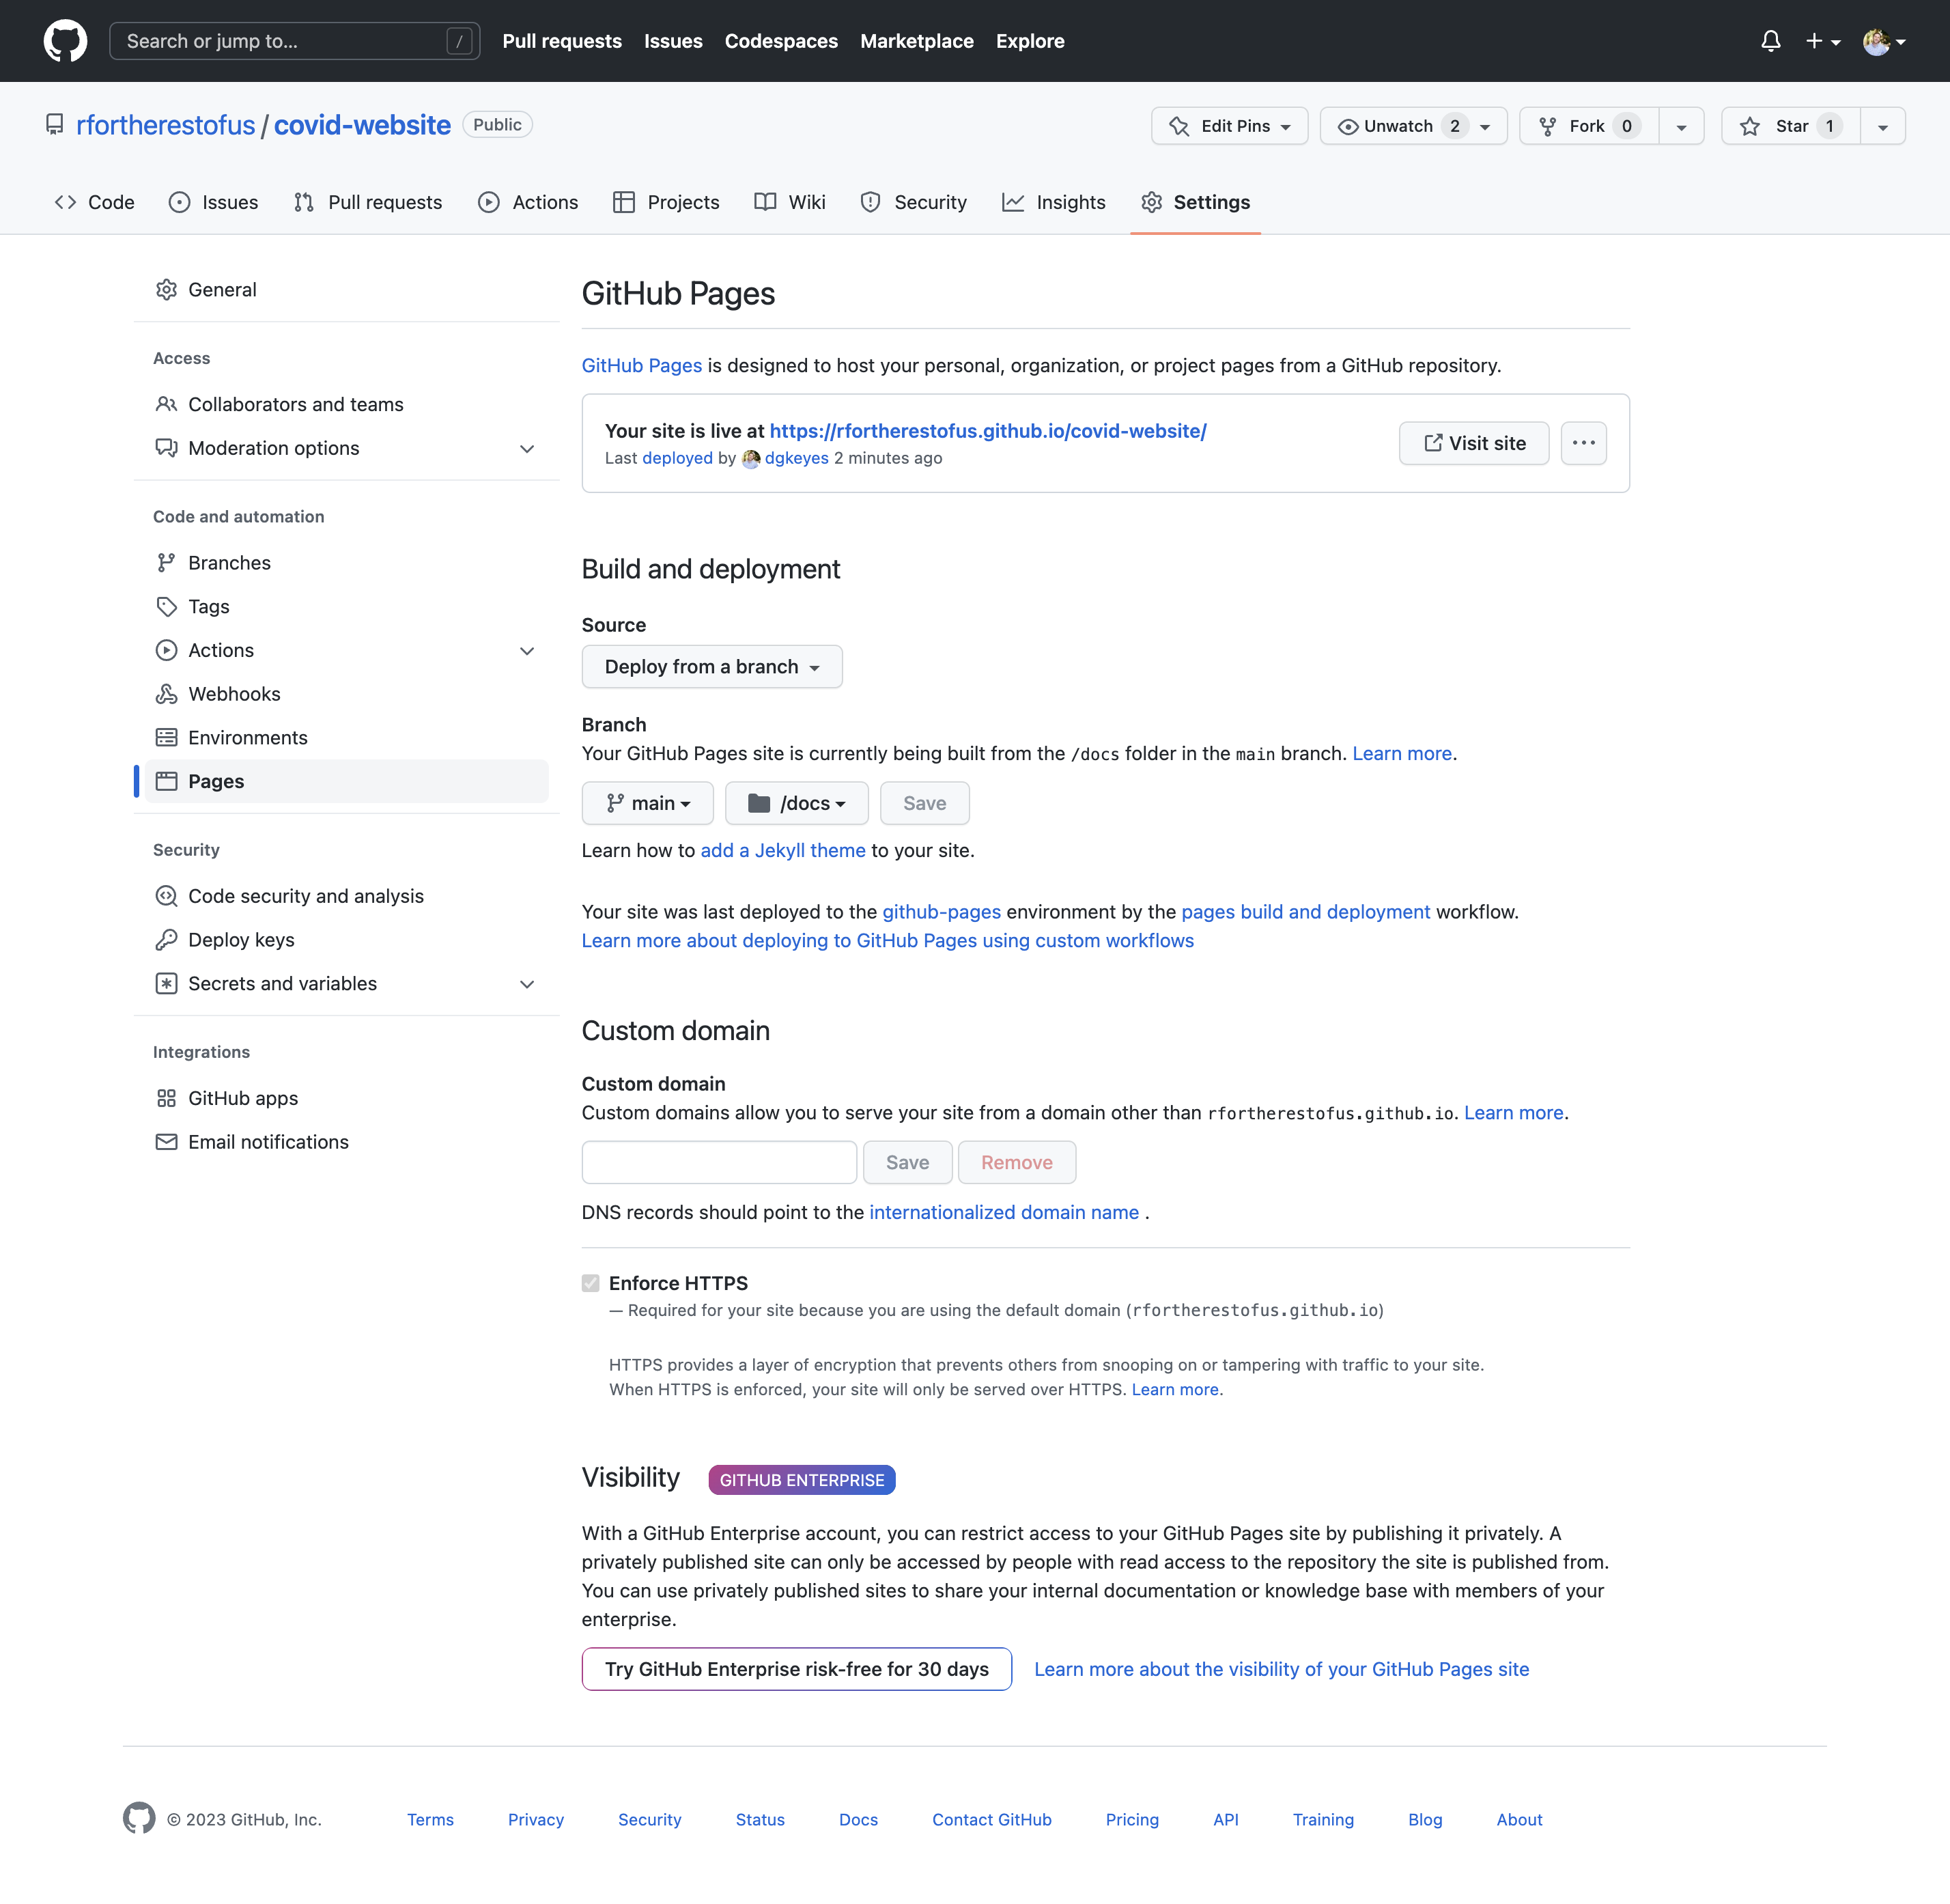 Search or jump to... /
Pull requests Issues Codespaces Marketplace Explore
rfortherestofus / covid-website Public
Edit Pins Unwatch 2 Fork 0 Star 1
Code Issues Pull requests Actions Projects Wiki Security Insights Settings
General
Access
Collaborators and teams
Moderation options
Code and automation
Branches
Tags
Actions
Webhooks
Environments
Pages
Security
Code security and analysis
Deploy keys
Secrets and variables
Integrations
GitHub apps
Email notifications
GitHub Pages
GitHub Pages is designed to host your personal, organization, or project pages from a GitHub repository.
Your site is live at https://rfortherestofus.github.io/covid-website/
Last deployed by dgkeyes 2 minutes ago
Visit site
Build and deployment
Source
Deploy from a branch
Branch
Your GitHub Pages site is currently being built from the /docs folder in the main branch. Learn more.
main /docs Save
Learn how to add a Jekyll theme to your site.
Your site was last deployed to the github-pages environment by the pages build and deployment workflow.
Learn more about deploying to GitHub Pages using custom workflows
Custom domain
Custom domain
Custom domains allow you to serve your site from a domain other than rfortherestofus.github.io. Learn more.
Save Remove
DNS records should point to the internationalized domain name .
Enforce HTTPS
— Required for your site because you are using the default domain (rfortherestofus.github.io)
HTTPS provides a layer of encryption that prevents others from snooping on or tampering with traffic to your site.
When HTTPS is enforced, your site will only be served over HTTPS. Learn more.
Visibility GITHUB ENTERPRISE
With a GitHub Enterprise account, you can restrict access to your GitHub Pages site by publishing it privately. A
privately published site can only be accessed by people with read access to the repository the site is published from.
You can use privately published sites to share your internal documentation or knowledge base with members of your
enterprise.
Try GitHub Enterprise risk-free for 30 days Learn more about the visibility of your GitHub Pages site
© 2023 GitHub, Inc. Terms Privacy Security Status Docs Contact GitHub Pricing API Training Blog About